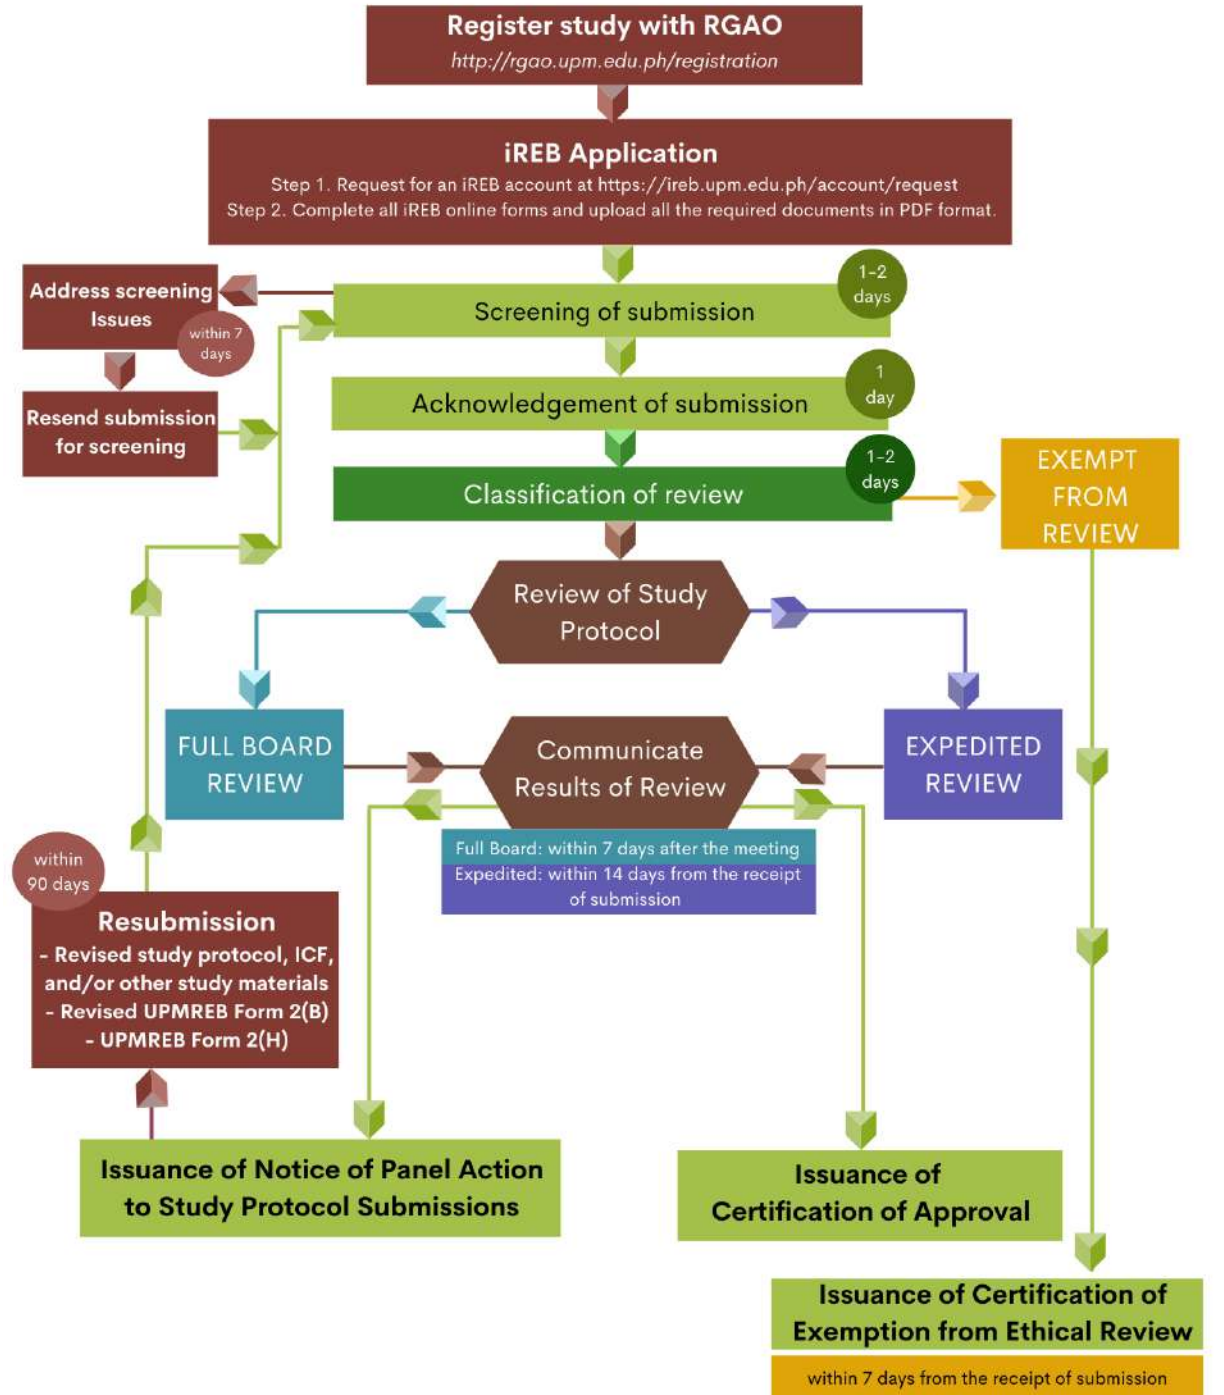 Register study with RGAO
http://rgao.upm.edu.ph/registration
iREB Application
Step 1. Request for an iREB account at https://ireb.upm.edu.ph/account/request
Step 2. Complete all iREB online forms and upload all the required documents in PDF format.
Address screening
Issues
within 7
days
Resend submission
for screening
1-2
days
Screening of submission
1
day
Acknowledgement of submission
1-2
days
Classification of review
EXEMPT
FROM
REVIEW
Review of Study
Protocol
FULL BOARD
REVIEW
Communicate
Results of Review
EXPEDITED
REVIEW
Full Board: within 7 days after the meeting
Expedited: within 14 days from the receipt
of submission
within
90 days
Resubmission
- Revised study protocol, ICF,
and/or other study materials
- Revised UPMREB Form 2(B)
- UPMREB Form 2(H)
Issuance of Notice of Panel Action
to Study Protocol Submissions
Issuance of
Certification of Approval
Issuance of Certification of
Exemption from Ethical Review
within 7 days from the receipt of submission